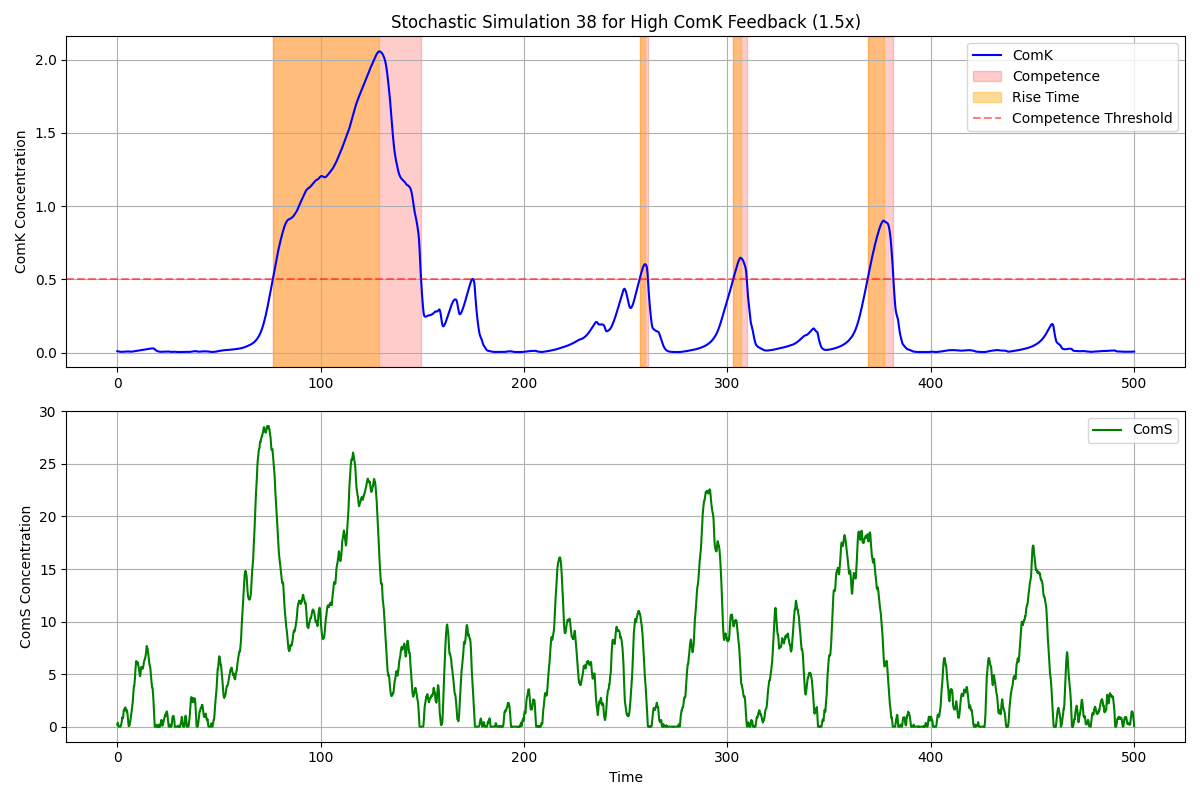 Stochastic Simulation 38 for High ComK Feedback (1.5x)
ComK Concentration
2.0
1.5
1.0
0.5
0.0
ComK
Competence
Rise Time
Competence Threshold
0 100 200 300 400 500
ComS Concentration
30
25
20
15
10
5
0
ComS
0 100 200 300 400 500
Time